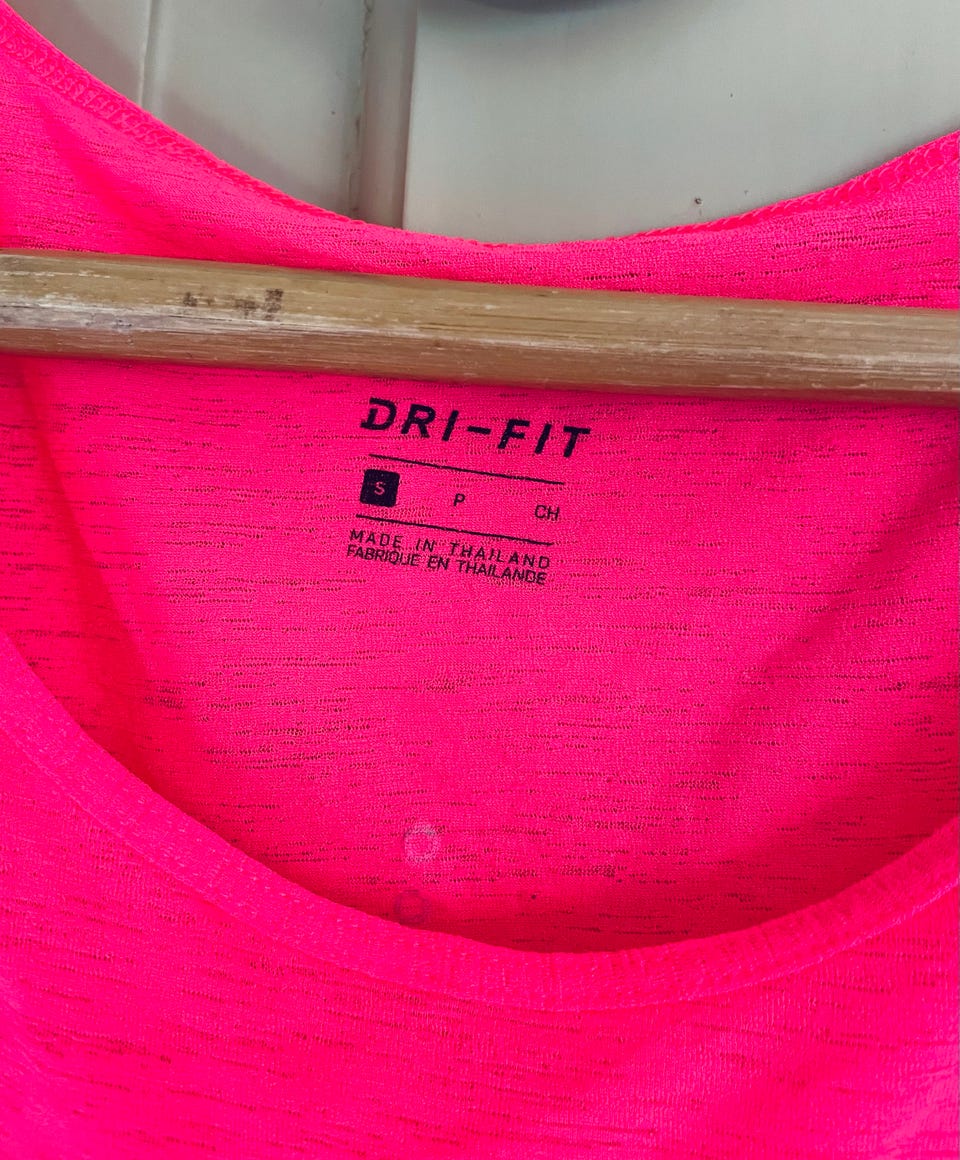 DRI-FIT
S P CH
MADE IN THAILAND
FABRIQUE EN THAILANDE